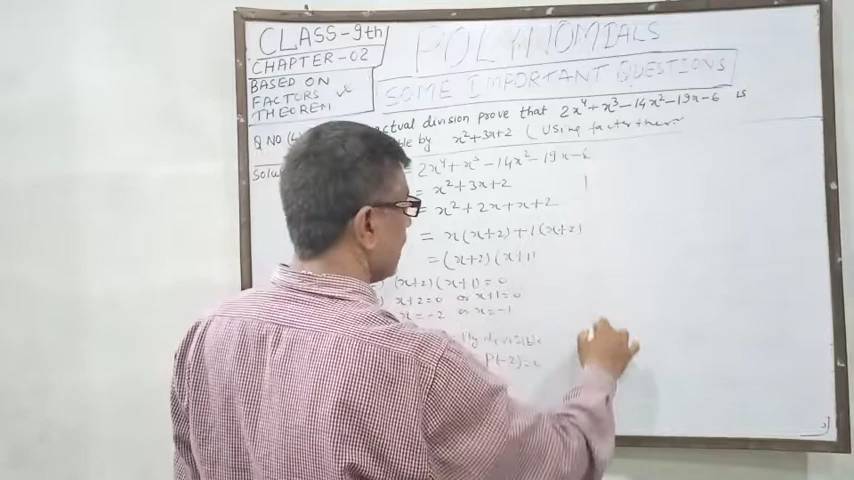 CLASS-9th
CHAPTER-02
BASED ON
FACTORS
THEOREM
POLYNOMIALS
SOME IMPORTANT QUESTIONS
Q NO
actual division prove that 2x⁴+x³-14x²-19x-6 is
by x²+3x+2 (Using
= 2x⁴+x³-14x²-19x-6
= x²+3x+2
= x²+2x+x+2
= x(x+2)+1(x+2)
= (x+2)(x+1)
(x+2)(x+1)=0
x+2=0 or x+1=0
x=-2 or x=-1
divisible
P(-2)=